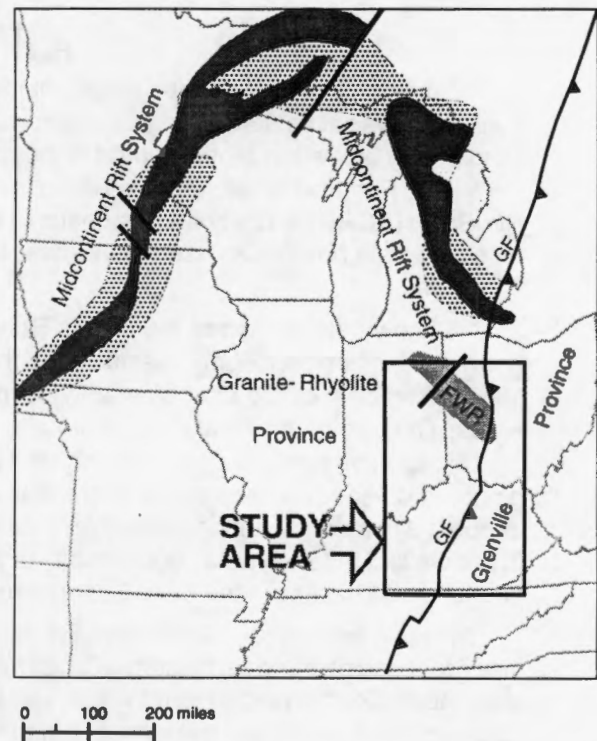 Midcontinent Rift System
Midcontinent Rift System
GF
Granite- Rhyolite
Province
FWR
Province
STUDY
AREA
GF
Grenville
0 100 200 miles